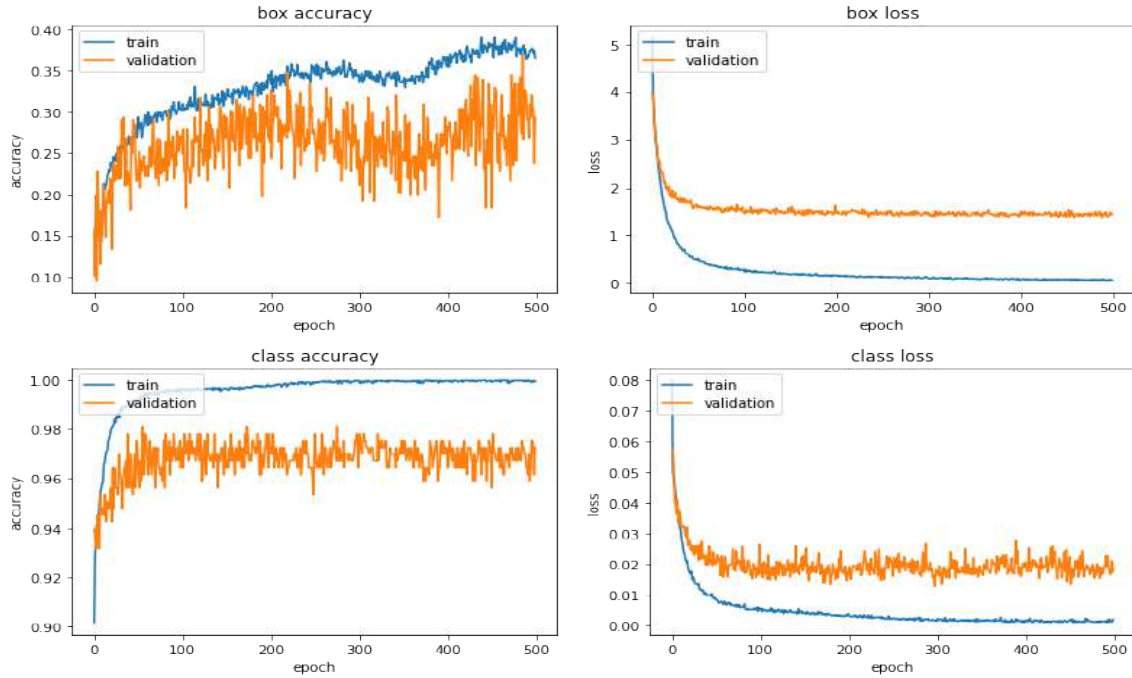 box accuracy
0.40
0.35
0.30
0.25
0.20
0.15
0.10
accuracy
train
validation
0
100
200
300
400
500
epoch
box loss
5
4
3
2
1
0
loss
train
validation
0
100
200
300
400
500
epoch
class accuracy
1.00
0.98
0.96
0.94
0.92
0.90
accuracy
train
validation
0
100
200
300
400
500
epoch
class loss
0.08
0.07
0.06
0.05
0.04
0.03
0.02
0.01
0.00
loss
train
validation
0
100
200
300
400
500
epoch